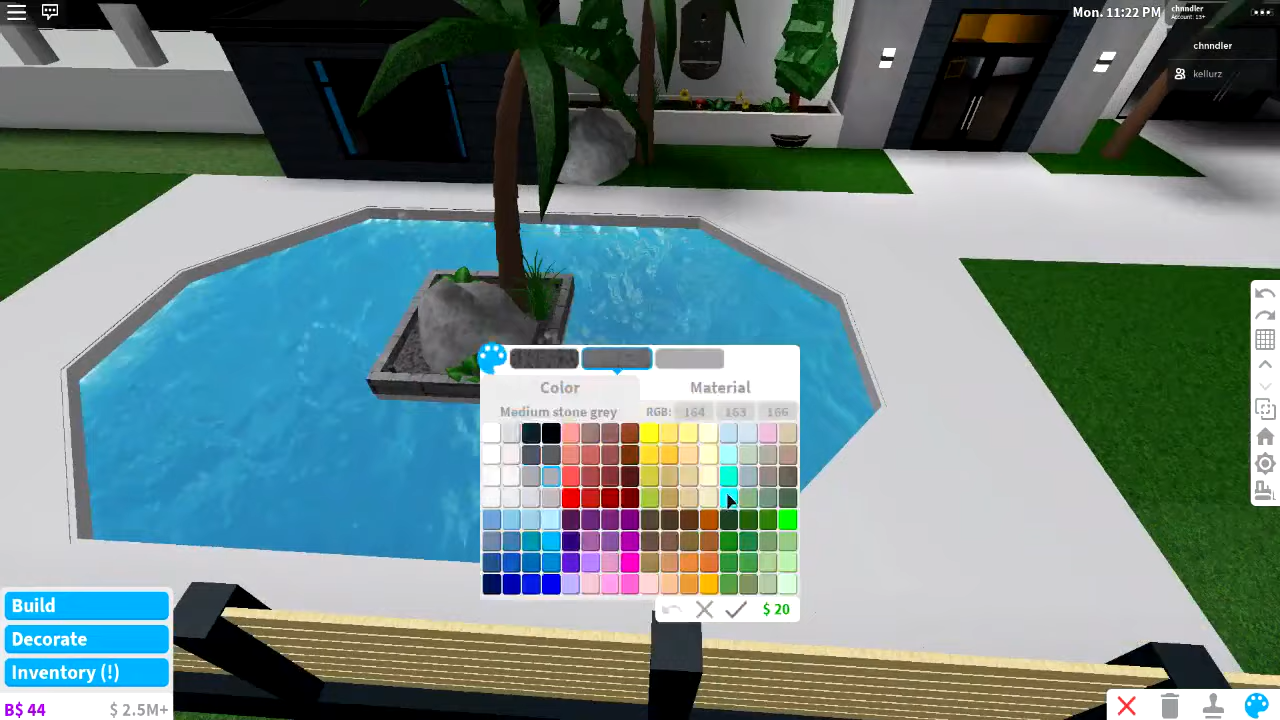 Mon. 11:22 PM
chnndler
Account: 13+
chnndler
kellurz
Color
Material
Medium stone grey
RGB: 164 163 166
$ 20
Build
Decorate
Inventory (!)
B$ 44 $ 2.5M+